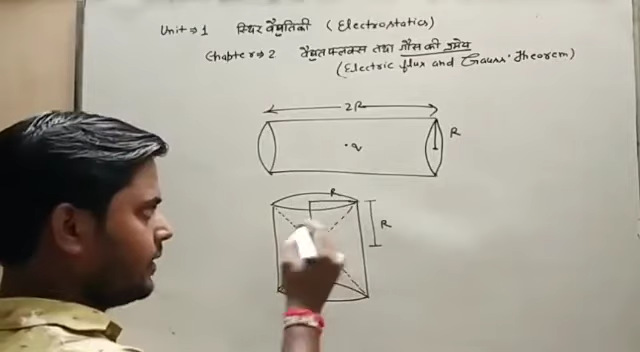 Unit⇒1 स्थिर वैद्युतिकी (Electrostatics)
Chapter⇒2 वैद्युत फ्लक्स तथा गौस की प्रमेय
(Electric flux and Gauss' Theorem)
2R
R
q
R
R